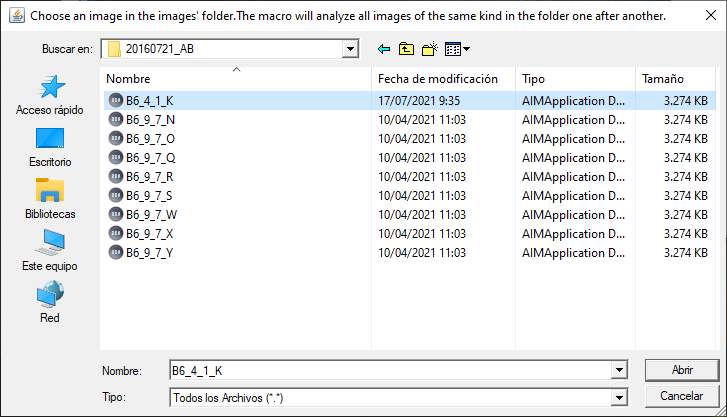 Choose an image in the images' folder.The macro will analyze all images of the same kind in the folder one after another.
Buscar en: 20160721_AB
Acceso rápido
Escritorio
Bibliotecas
Este equipo
Red
Nombre Fecha de modificación Tipo Tamaño
B6_4_1_K 17/07/2021 9:35 AIMApplication D... 3.274 KB
B6_9_7_N 10/04/2021 11:03 AIMApplication D... 3.274 KB
B6_9_7_O 10/04/2021 11:03 AIMApplication D... 3.274 KB
B6_9_7_Q 10/04/2021 11:03 AIMApplication D... 3.274 KB
B6_9_7_R 10/04/2021 11:03 AIMApplication D... 3.274 KB
B6_9_7_S 10/04/2021 11:03 AIMApplication D... 3.274 KB
B6_9_7_W 10/04/2021 11:03 AIMApplication D... 3.274 KB
B6_9_7_X 10/04/2021 11:03 AIMApplication D... 3.274 KB
B6_9_7_Y 10/04/2021 11:03 AIMApplication D... 3.274 KB
Nombre: B6_4_1_K Abrir
Tipo: Todos los Archivos (*.*) Cancelar